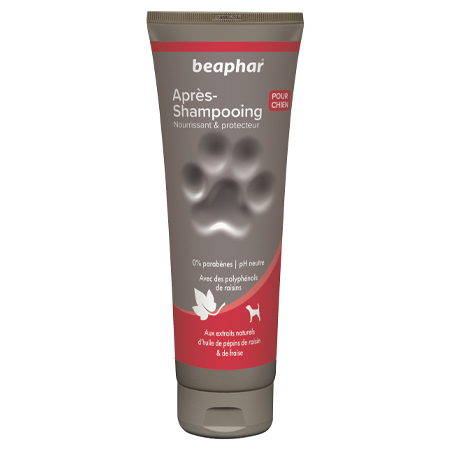 beaphar®
Après-
Shampooing
POUR
CHIEN
Nourrissant & protecteur
0% parabènes | pH neutre
Avec des polyphénols
de raisins
Aux extraits naturels
d'huile de pépins de raisin
& de fraise